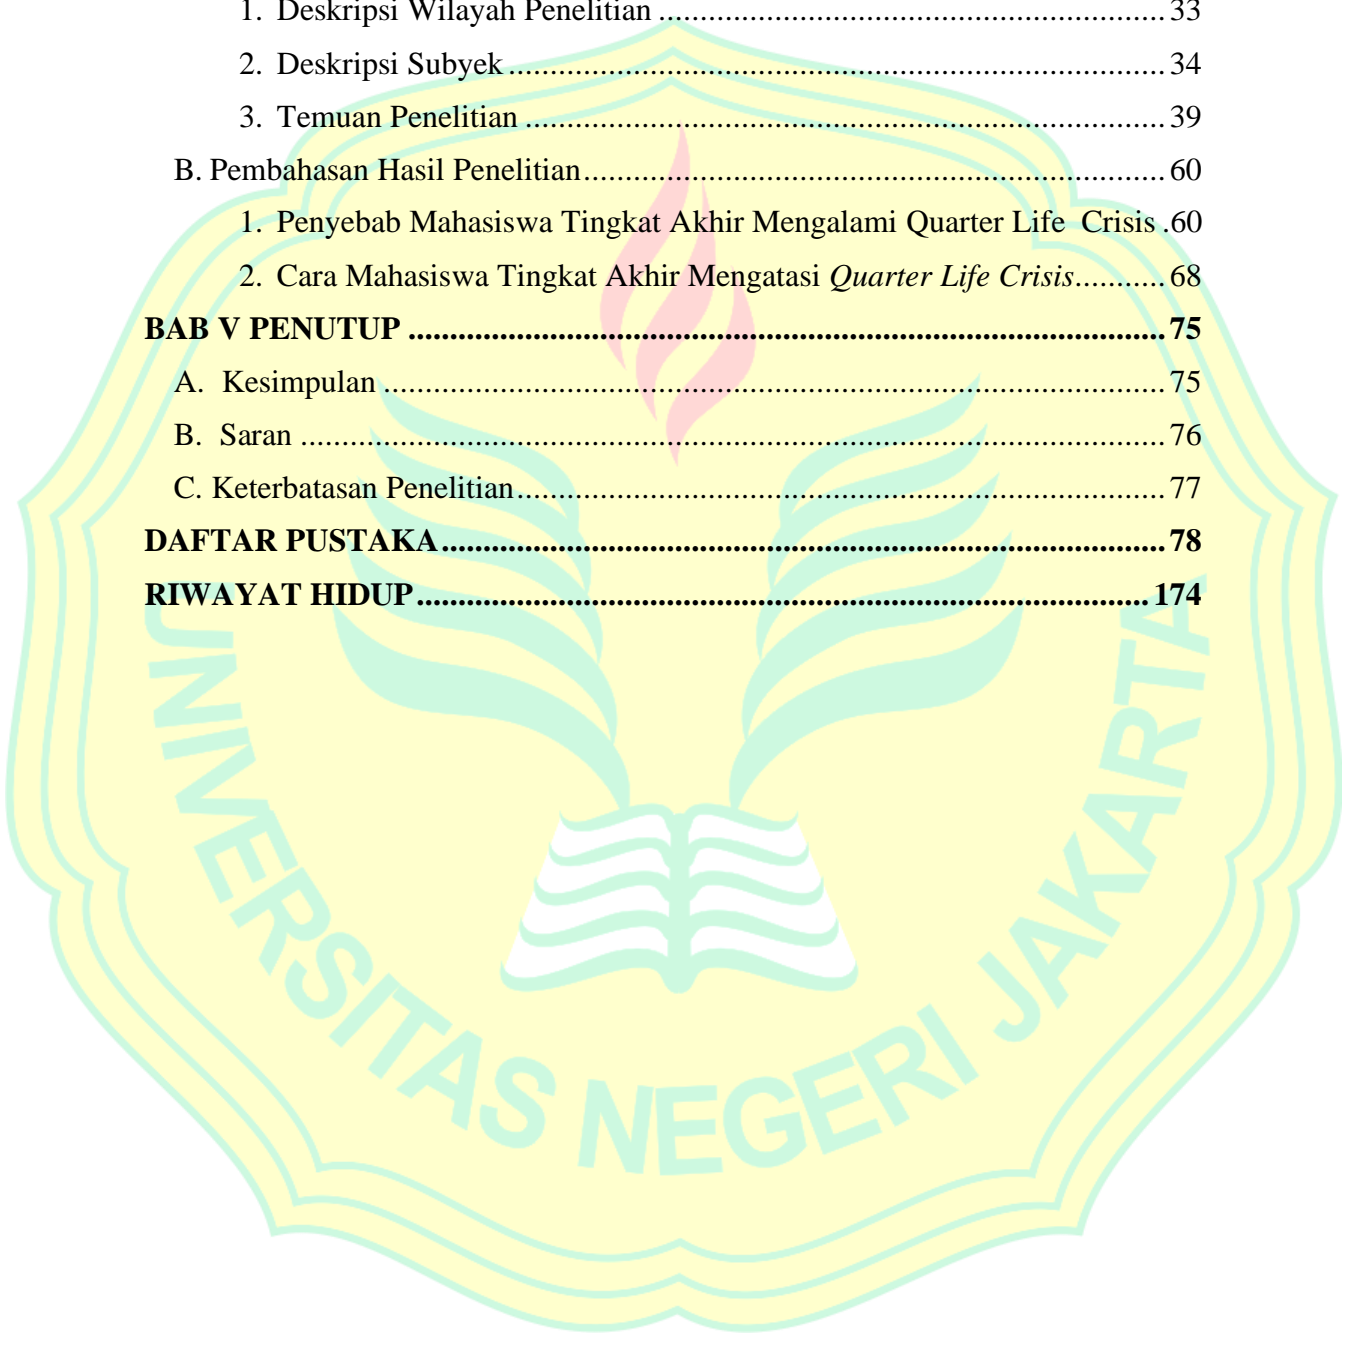 1. Deskripsi Wilayah Penelitian .............................................................. 33
2. Deskripsi Subyek ................................................................................ 34
3. Temuan Penelitian .............................................................................. 39
B. Pembahasan Hasil Penelitian....................................................................... 60
1. Penyebab Mahasiswa Tingkat Akhir Mengalami Quarter Life Crisis .60
2. Cara Mahasiswa Tingkat Akhir Mengatasi Quarter Life Crisis........... 68
BAB V PENUTUP ............................................................................................ 75
A. Kesimpulan ............................................................................................... 75
B. Saran ......................................................................................................... 76
C. Keterbatasan Penelitian............................................................................... 77
DAFTAR PUSTAKA........................................................................................ 78
RIWAYAT HIDUP......................................................................................... 174
UNIVERSITAS NEGERI JAKARTA